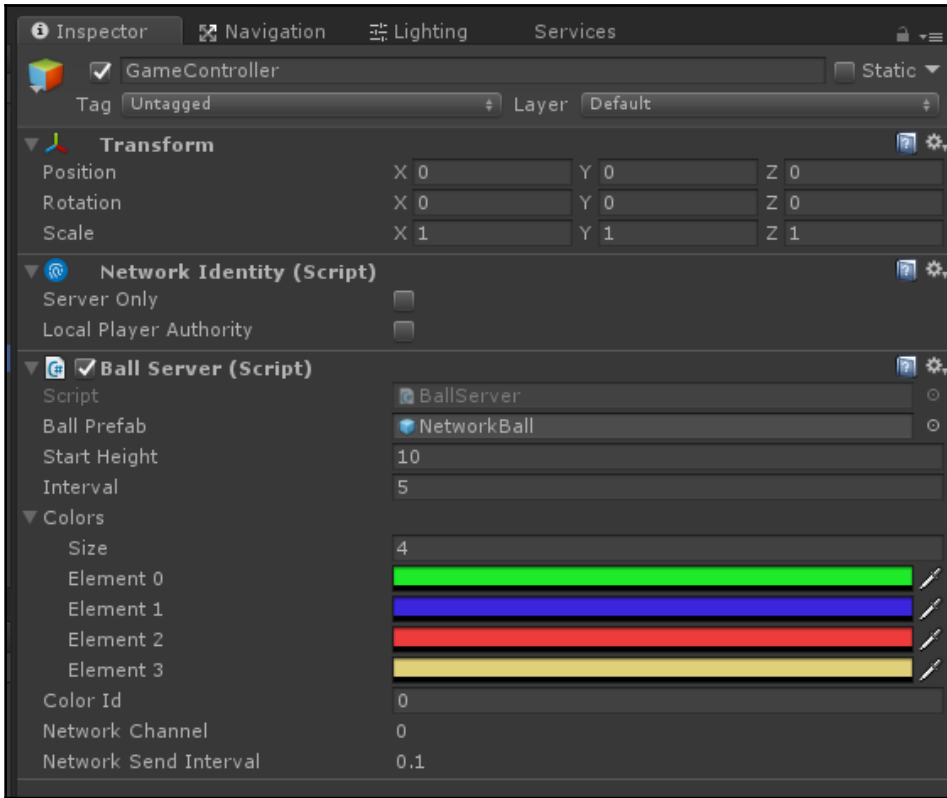 Inspector Navigation Lighting Services
GameController Static
Tag Untagged Layer Default
Transform
Position X 0 Y 0 Z 0
Rotation X 0 Y 0 Z 0
Scale X 1 Y 1 Z 1
Network Identity (Script)
Server Only
Local Player Authority
Ball Server (Script)
Script BallServer
Ball Prefab NetworkBall
Start Height 10
Interval 5
Colors
Size 4
Element 0
Element 1
Element 2
Element 3
Color Id 0
Network Channel 0
Network Send Interval 0.1